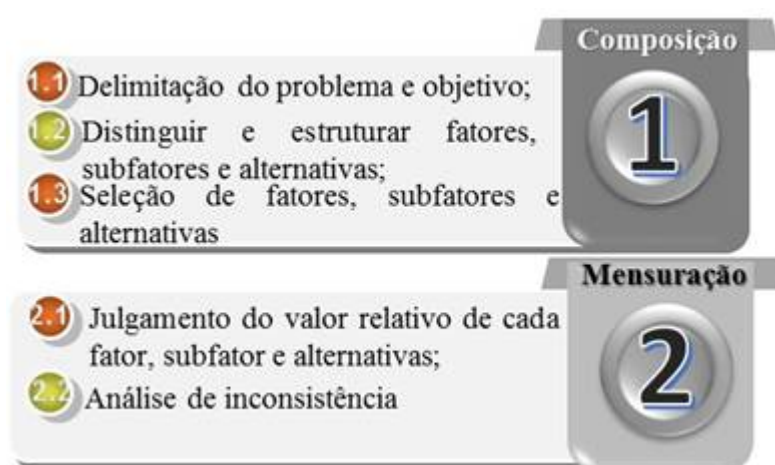 Composição
1
1.1 Delimitação do problema e objetivo;
1.2 Distinguir e estruturar fatores,
subfatores e alternativas;
1.3 Seleção de fatores, subfatores e
alternativas
Mensuração
2
2.1 Julgamento do valor relativo de cada
fator, subfator e alternativas;
2.2 Análise de inconsistência